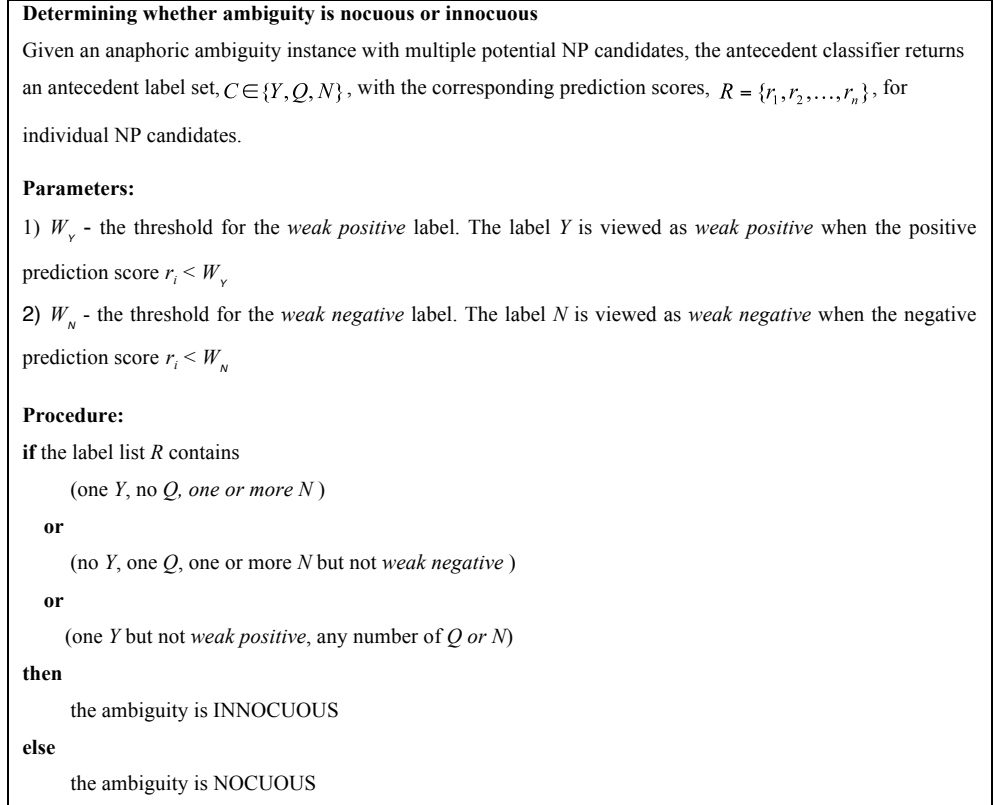 Determining whether ambiguity is nocuous or innocuous
Given an anaphoric ambiguity instance with multiple potential NP candidates, the antecedent classifier returns
an antecedent label set, C ∈ {Y, Q, N}, with the corresponding prediction scores, R = {r₁, r₂, …, rₙ}, for
individual NP candidates.
Parameters:
1) W_Y - the threshold for the weak positive label. The label Y is viewed as weak positive when the positive
prediction score r_i < W_Y
2) W_N - the threshold for the weak negative label. The label N is viewed as weak negative when the negative
prediction score r_i < W_N
Procedure:
if the label list R contains
(one Y, no Q, one or more N )
or
(no Y, one Q, one or more N but not weak negative )
or
(one Y but not weak positive, any number of Q or N)
then
the ambiguity is INNOCUOUS
else
the ambiguity is NOCUOUS